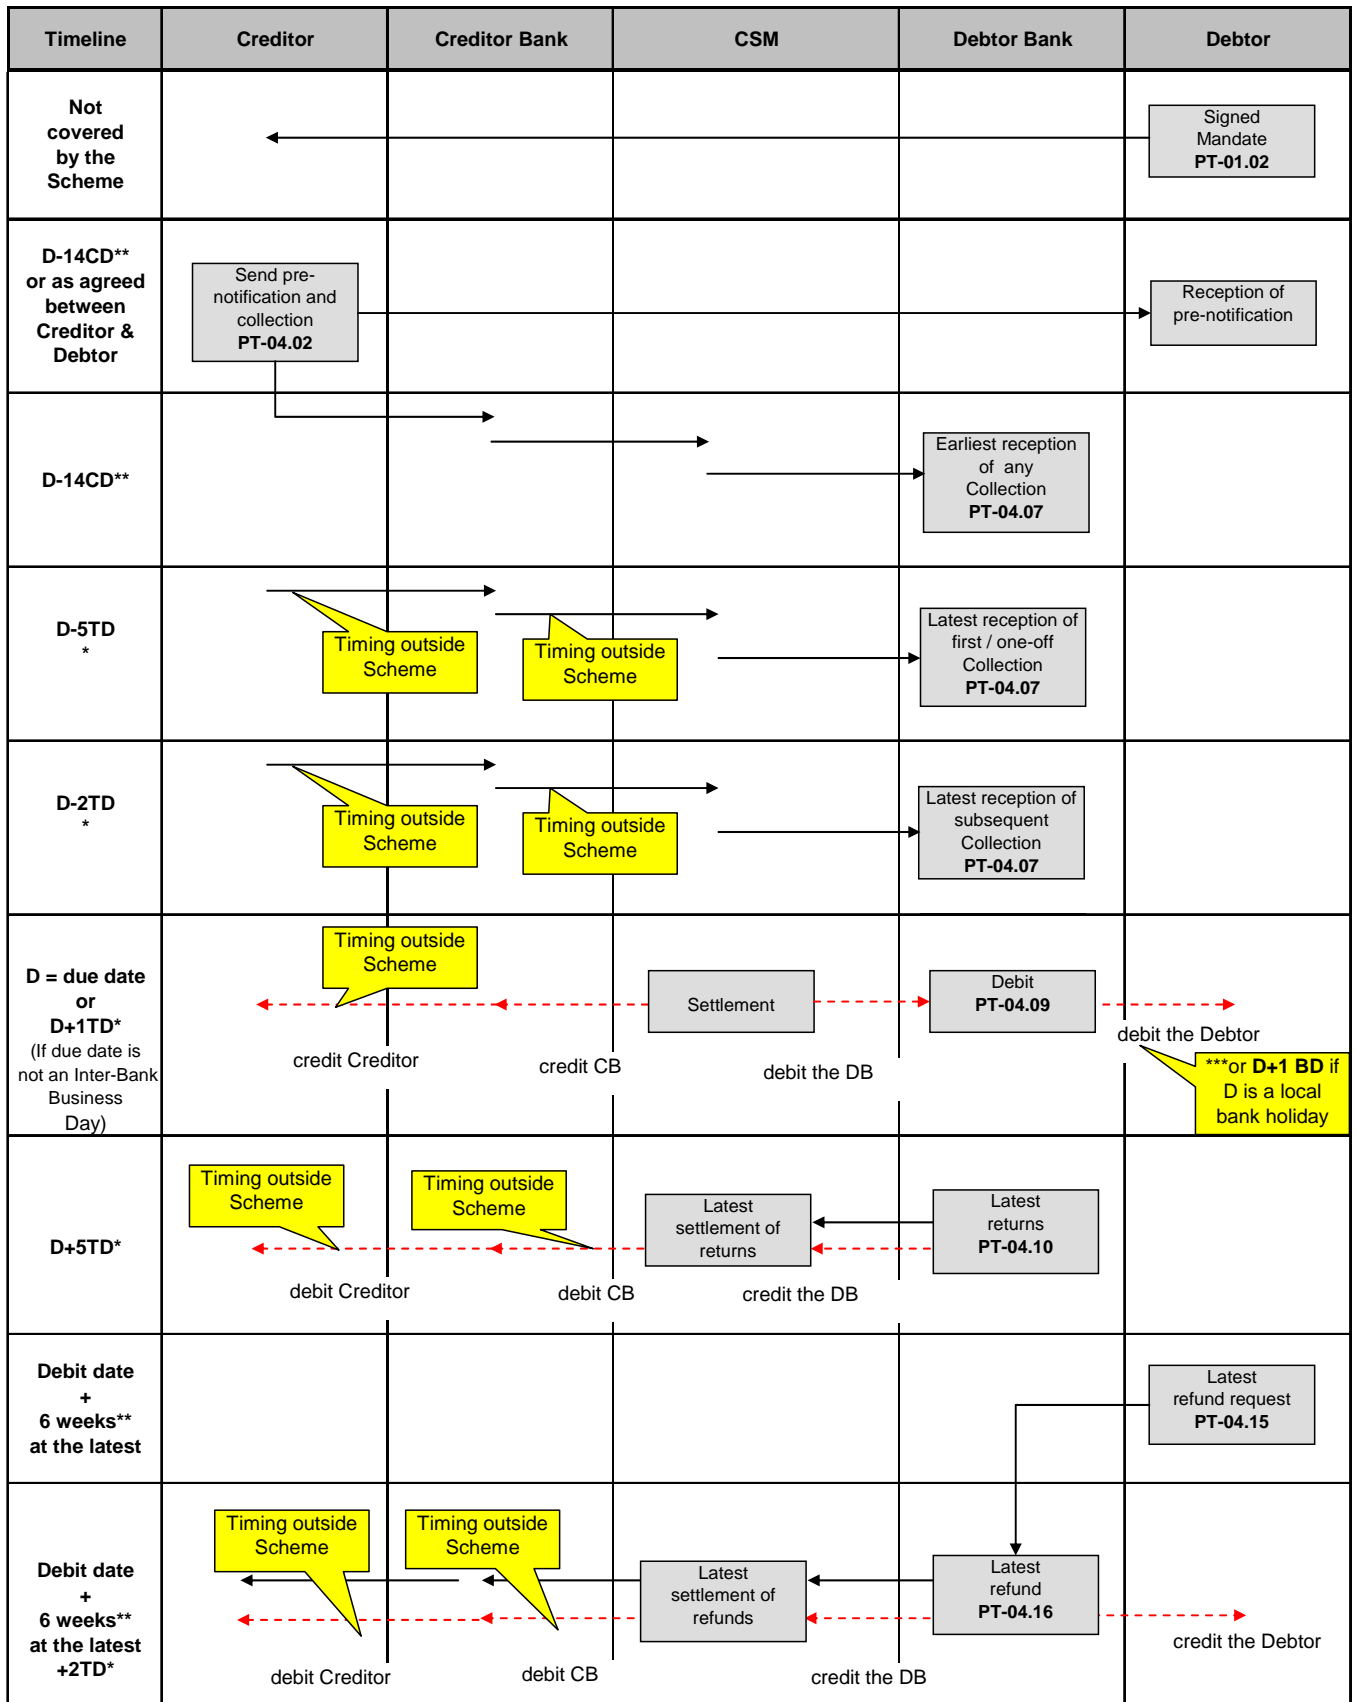 Timeline
Creditor
Creditor Bank
CSM
Debtor Bank
Debtor
Not
covered
by the
Scheme
Signed
Mandate
PT-01.02
D-14CD**
or as agreed
between
Creditor &
Debtor
Send pre-
notification and
collection
PT-04.02
Reception of
pre-notification
D-14CD**
Earliest reception
of any
Collection
PT-04.07
D-5TD
*
Timing outside
Scheme
Timing outside
Scheme
Latest reception of
first / one-off
Collection
PT-04.07
D-2TD
*
Timing outside
Scheme
Timing outside
Scheme
Latest reception of
subsequent
Collection
PT-04.07
D = due date
or
D+1TD*
(If due date is
not an Inter-Bank
Business
Day)
Timing outside
Scheme
Settlement
Debit
PT-04.09
credit Creditor
credit CB
debit the DB
debit the Debtor
***or D+1 BD if
D is a local
bank holiday
D+5TD*
Timing outside
Scheme
Timing outside
Scheme
Latest
settlement of
returns
Latest
returns
PT-04.10
debit Creditor
debit CB
credit the DB
Debit date
+
6 weeks**
at the latest
Latest
refund request
PT-04.15
Debit date
+
6 weeks**
at the latest
+2TD*
Timing outside
Scheme
Timing outside
Scheme
Latest
settlement of
refunds
Latest
refund
PT-04.16
debit Creditor
debit CB
credit the DB
credit the Debtor